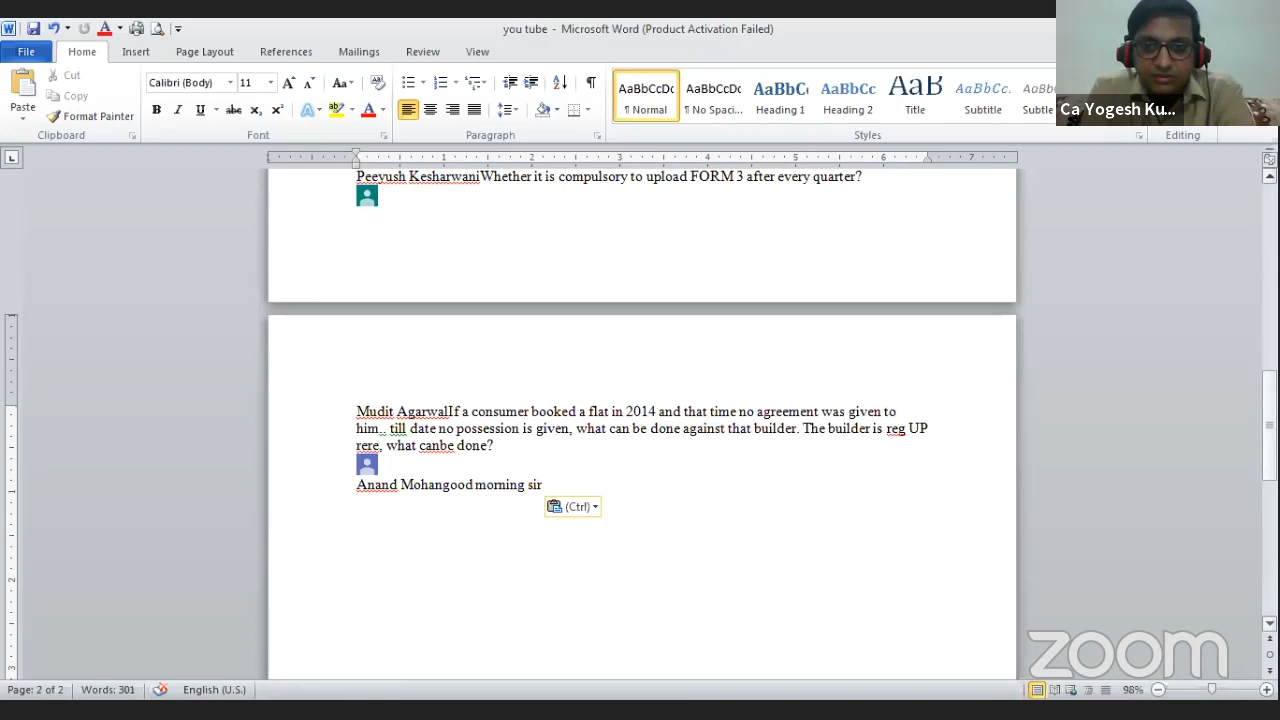 you tube - Microsoft Word (Product Activation Failed)
File Home Insert Page Layout References Mailings Review View
Paste
Cut
Copy
Format Painter
Clipboard
Calibri (Body) 11
Font
Paragraph
AaBbCcDc AaBbCcDc AaBbC AaBbCc AaB AaBbCc.
¶ Normal ¶ No Spaci... Heading 1 Heading 2 Title Subtitle Subtle
Styles
Editing
Ca Yogesh Ku...
Peeyush KesharwaniWhether it is compulsory to upload FORM 3 after every quarter?
Mudit AgarwalIf a consumer booked a flat in 2014 and that time no agreement was given to
him.. till date no possession is given, what can be done against that builder. The builder is reg UP
rere, what canbe done?
Anand Mohangood morning sir
(Ctrl)
zoom
Page: 2 of 2 Words: 301 English (U.S.) 98%